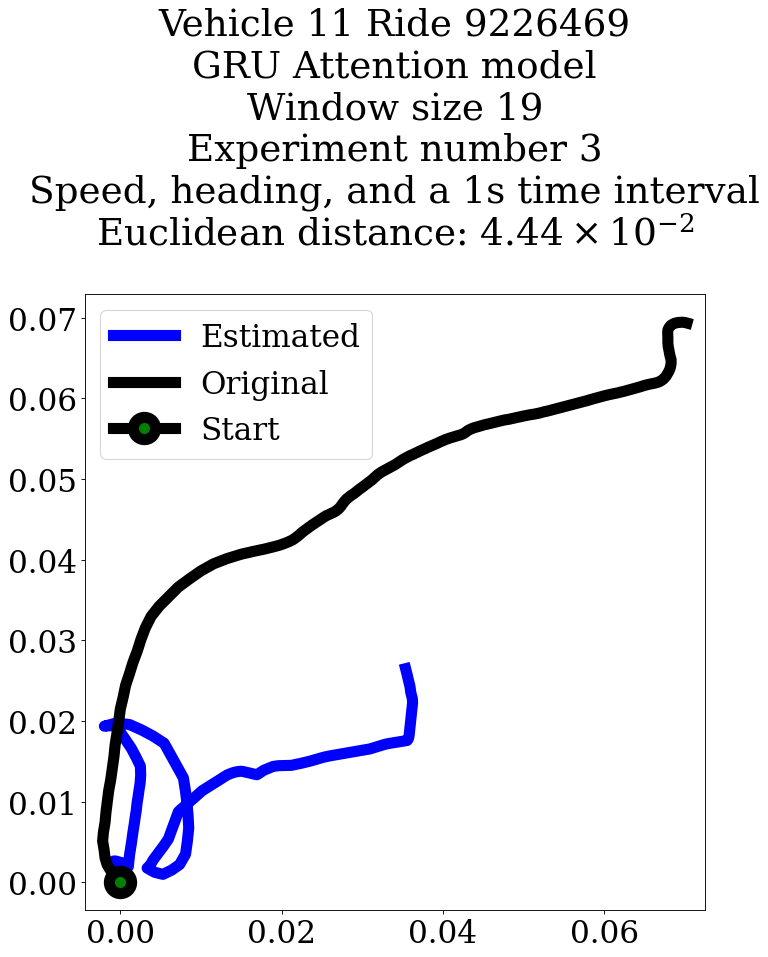 Vehicle 11 Ride 9226469
GRU Attention model
Window size 19
Experiment number 3
Speed, heading, and a 1s time interval
Euclidean distance: 4.44 × 10⁻²
Estimated
Original
Start
0.07
0.06
0.05
0.04
0.03
0.02
0.01
0.00
0.00 0.02 0.04 0.06